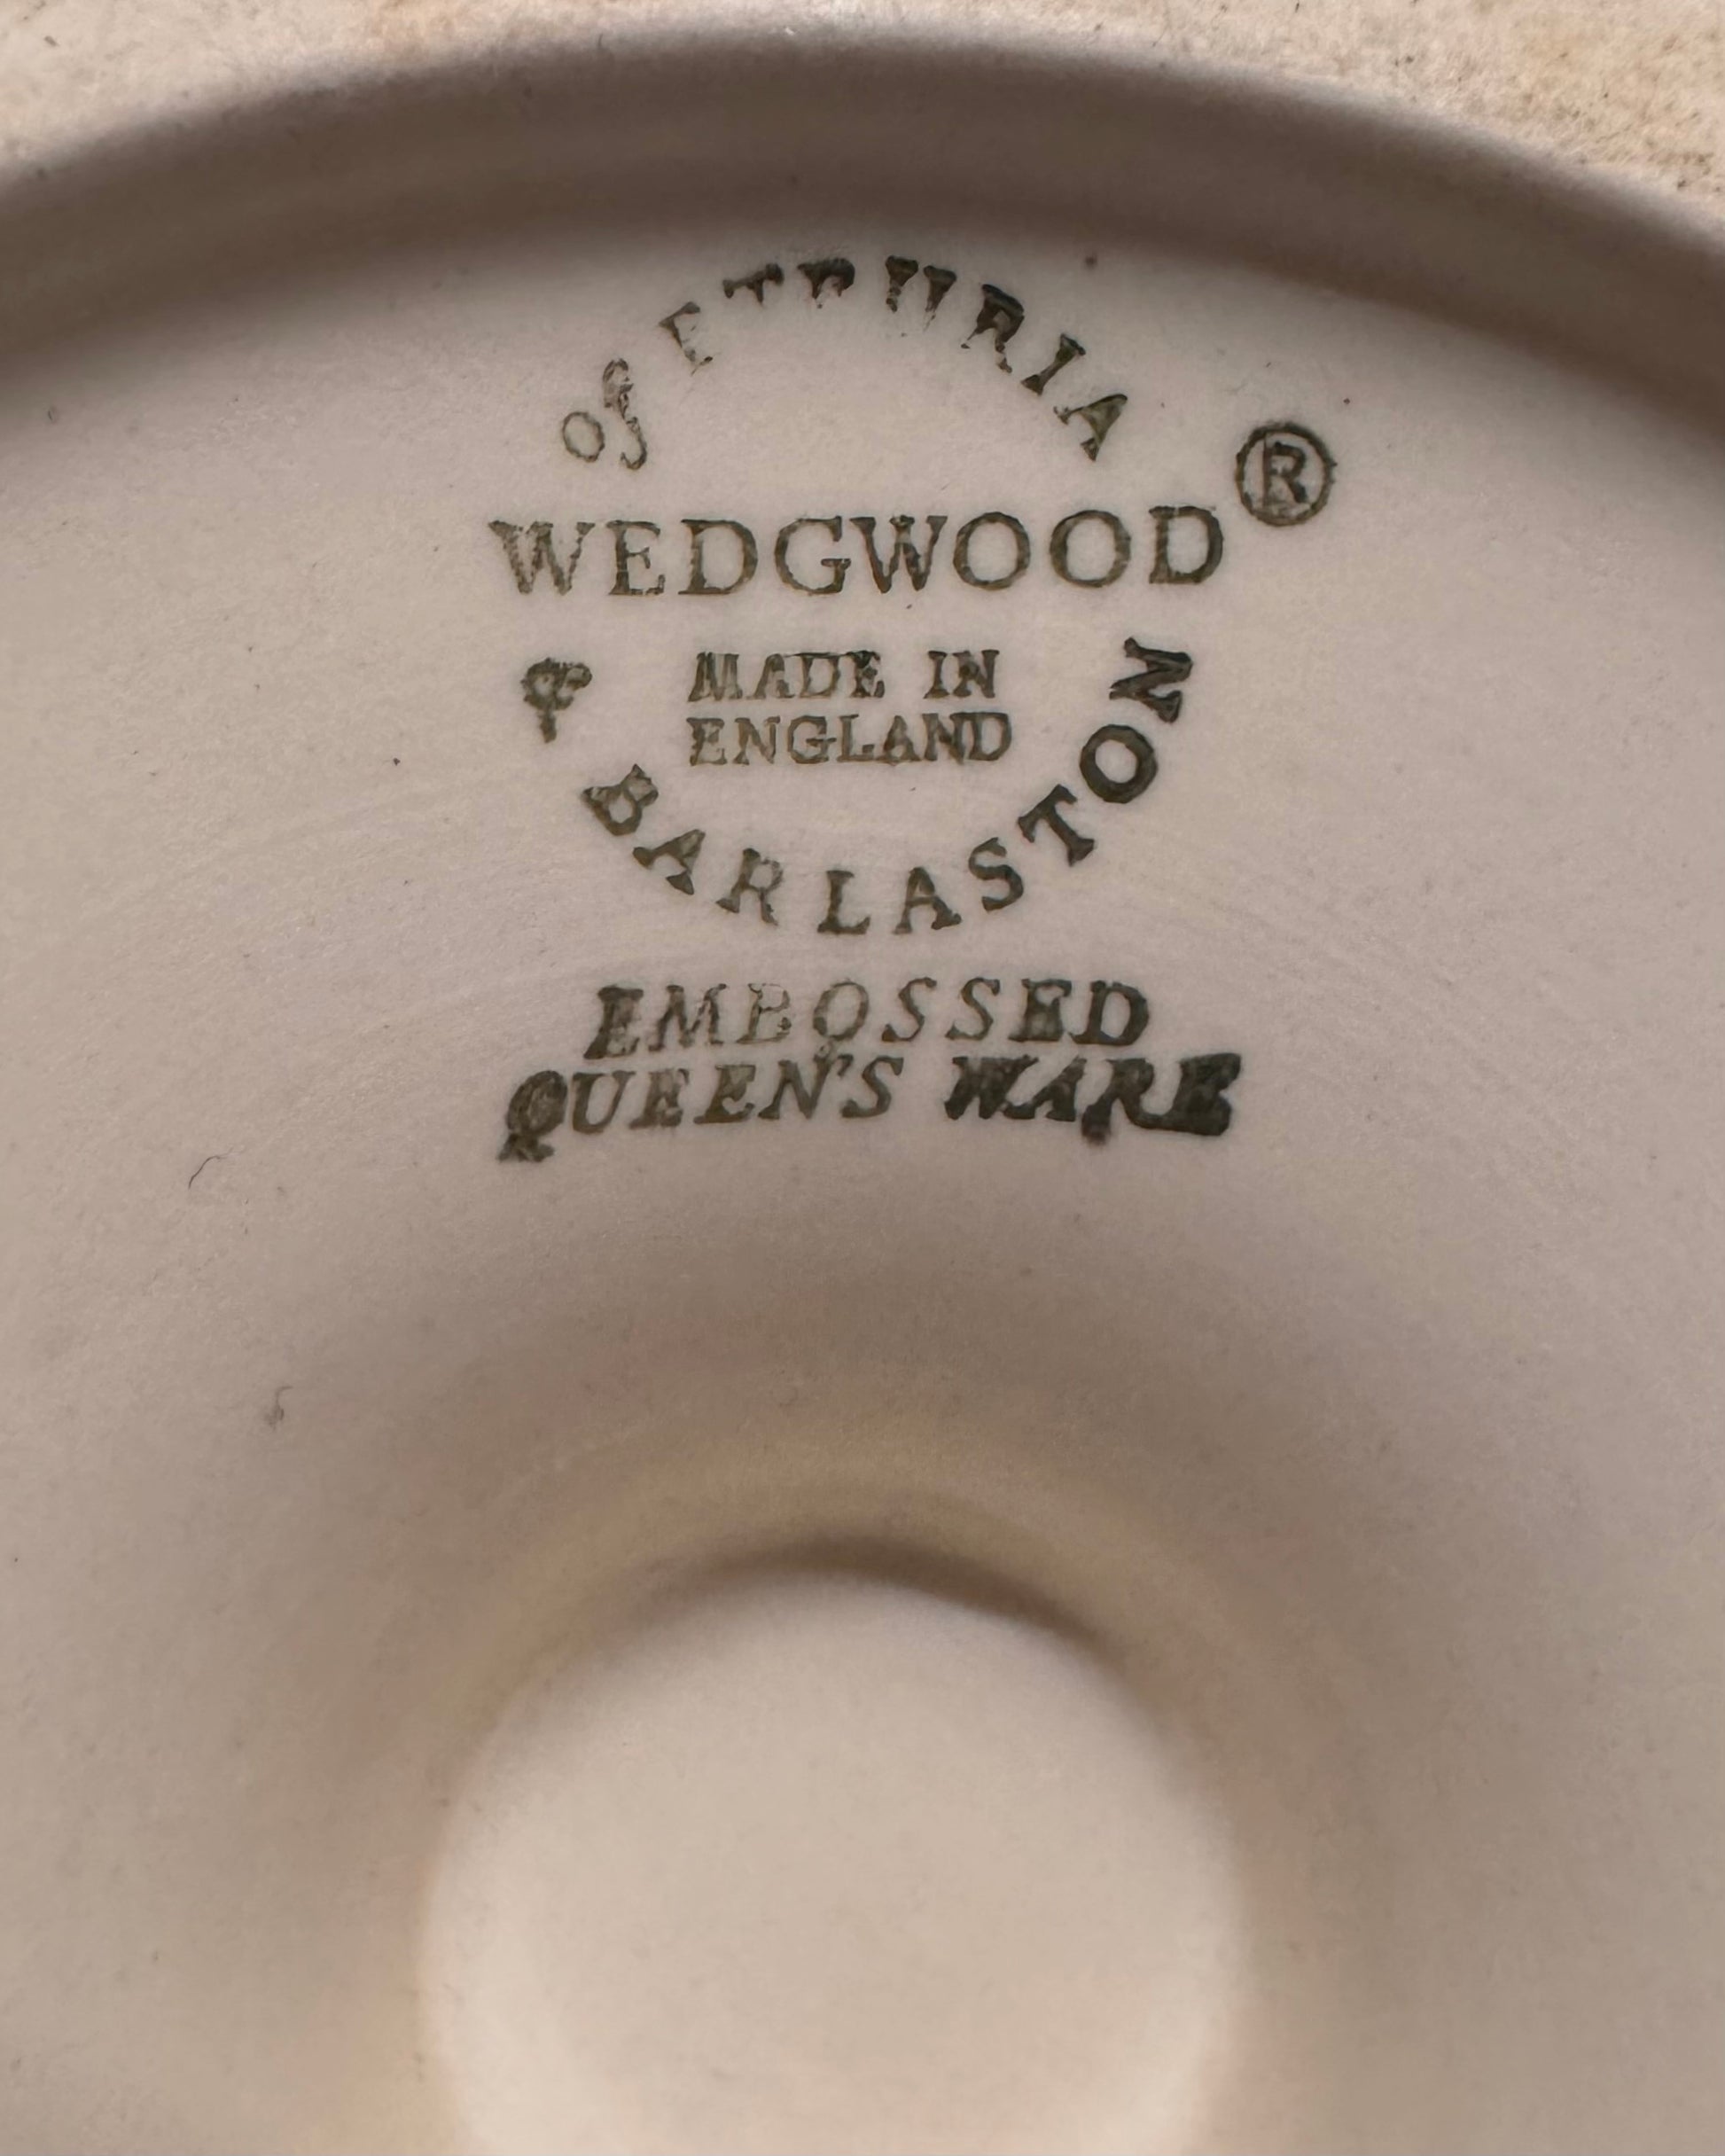 of ETRURIA
WEDGWOOD®
MADE IN
ENGLAND
& BARLASTON
EMBOSSED
QUEEN'S WARE